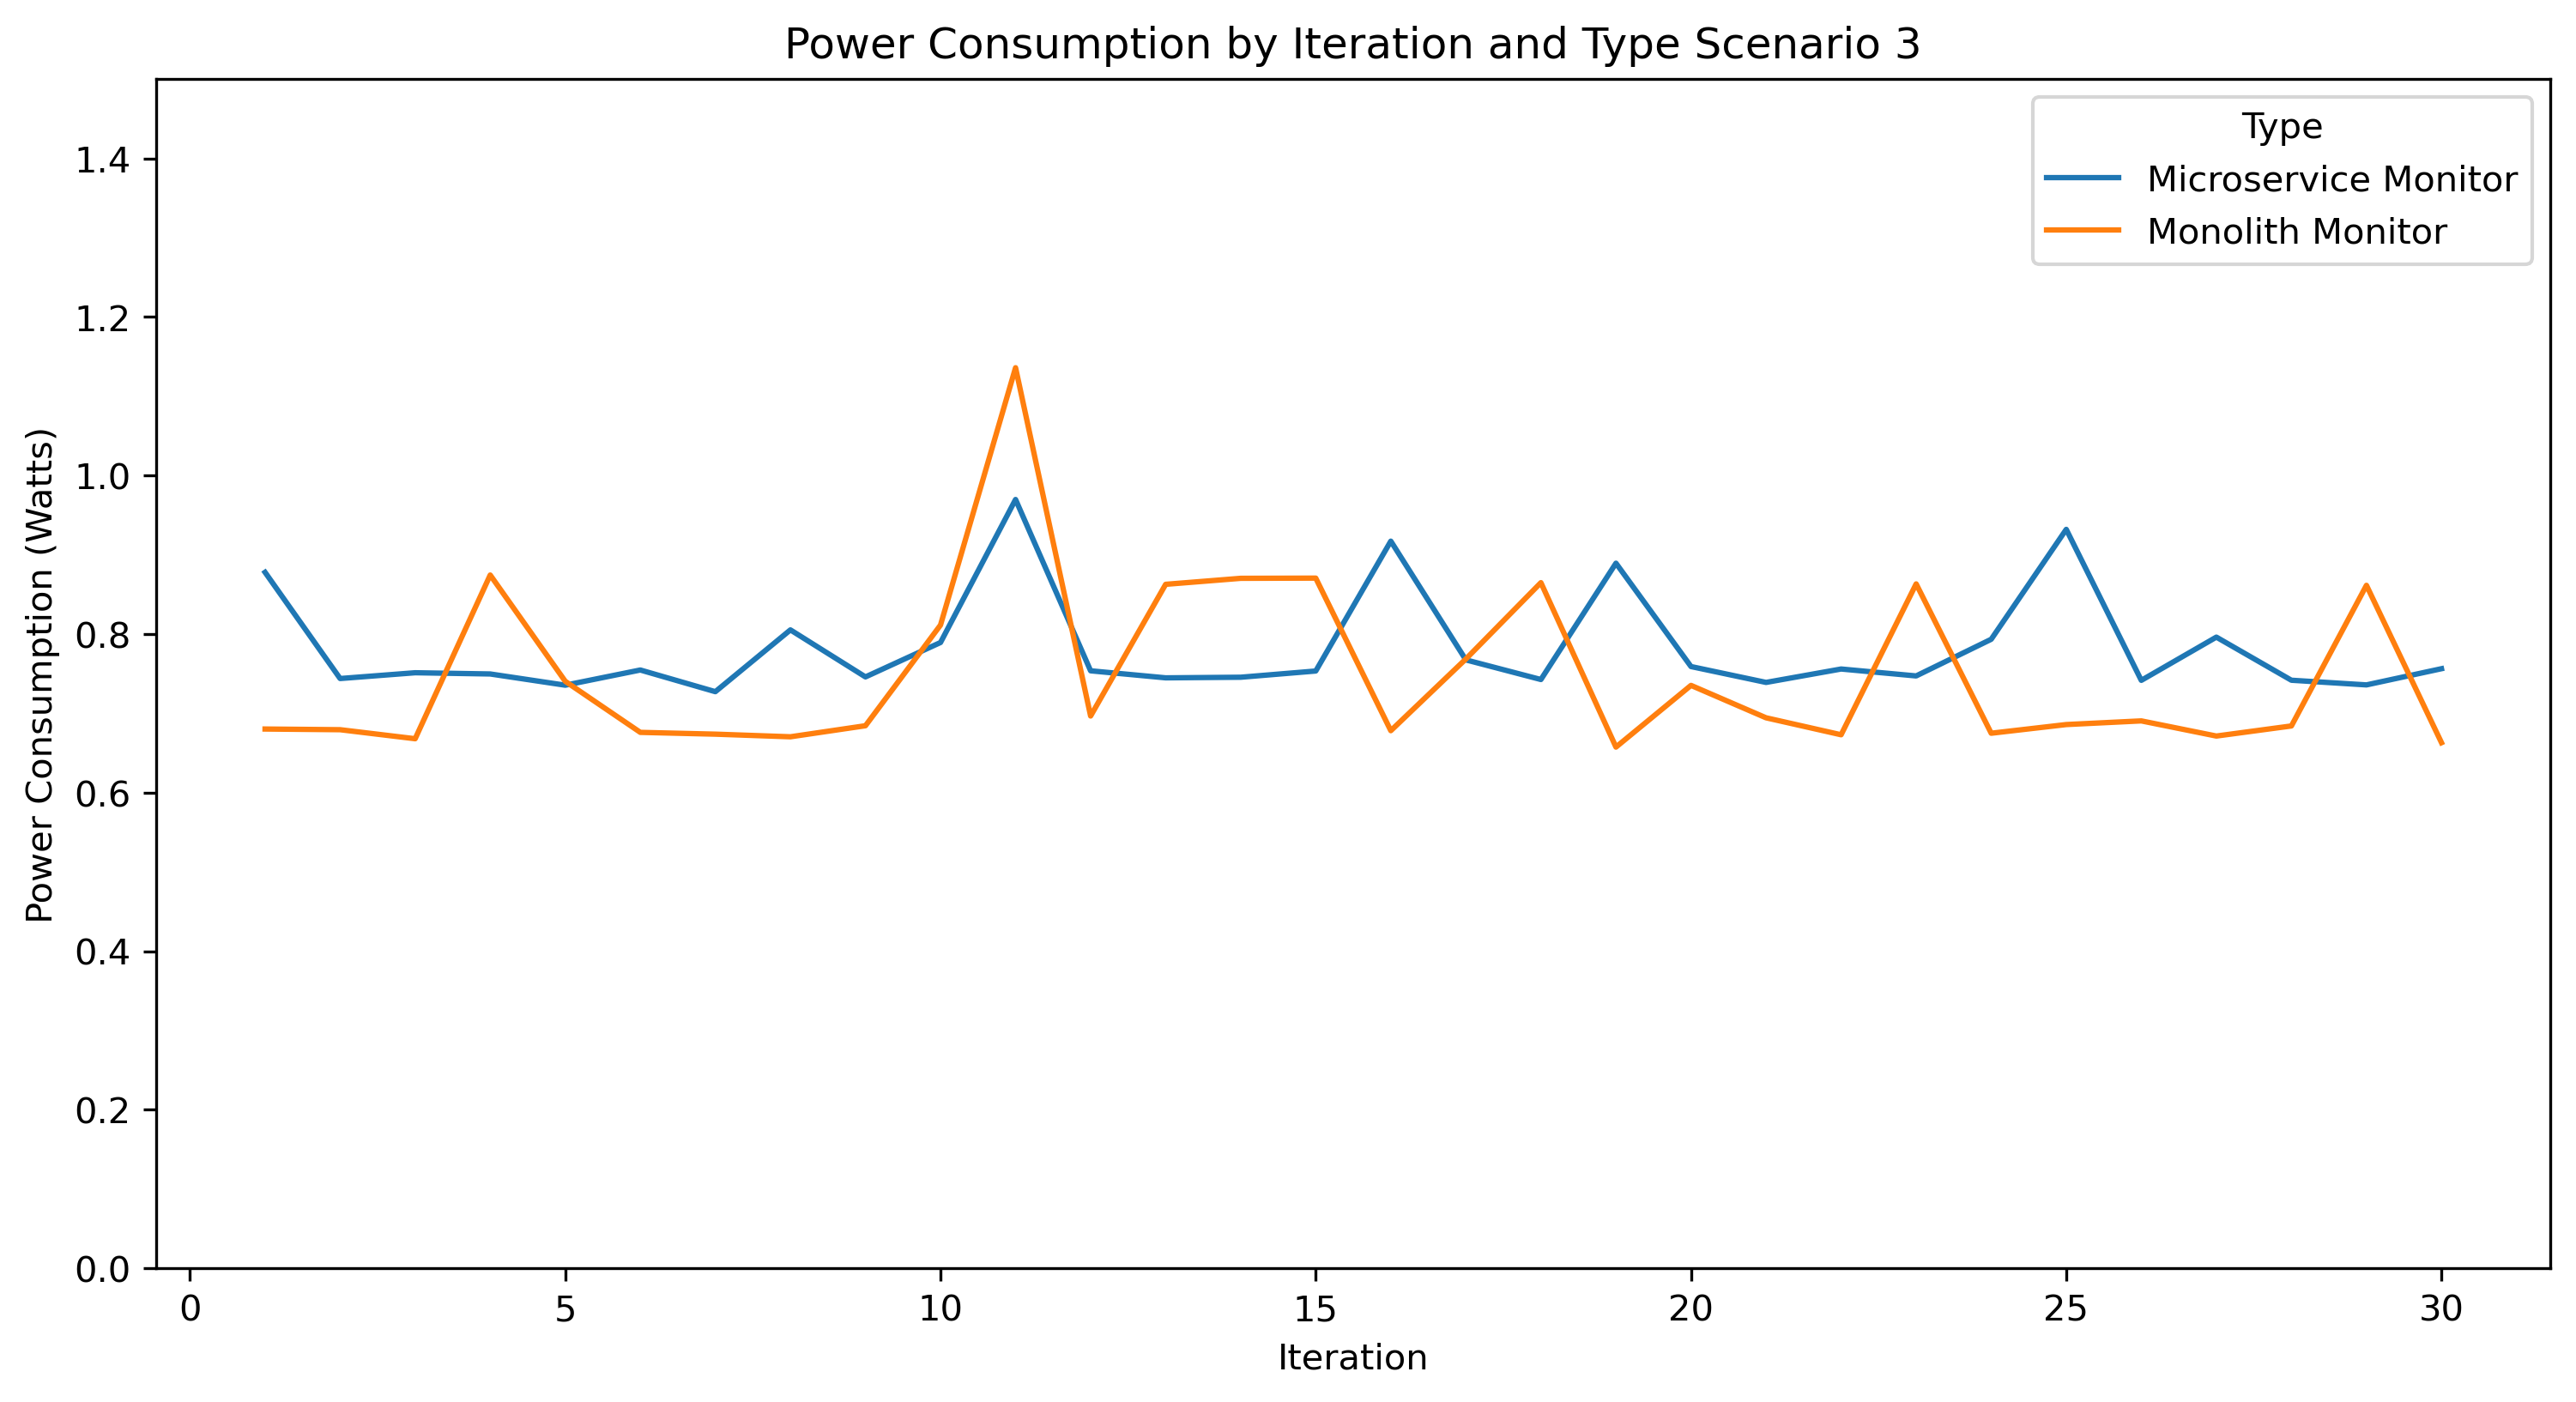 Power Consumption by Iteration and Type Scenario 3
Type
Microservice Monitor
Monolith Monitor
Power Consumption (Watts)
1.4
1.2
1.0
0.8
0.6
0.4
0.2
0.0
0 5 10 15 20 25 30
Iteration